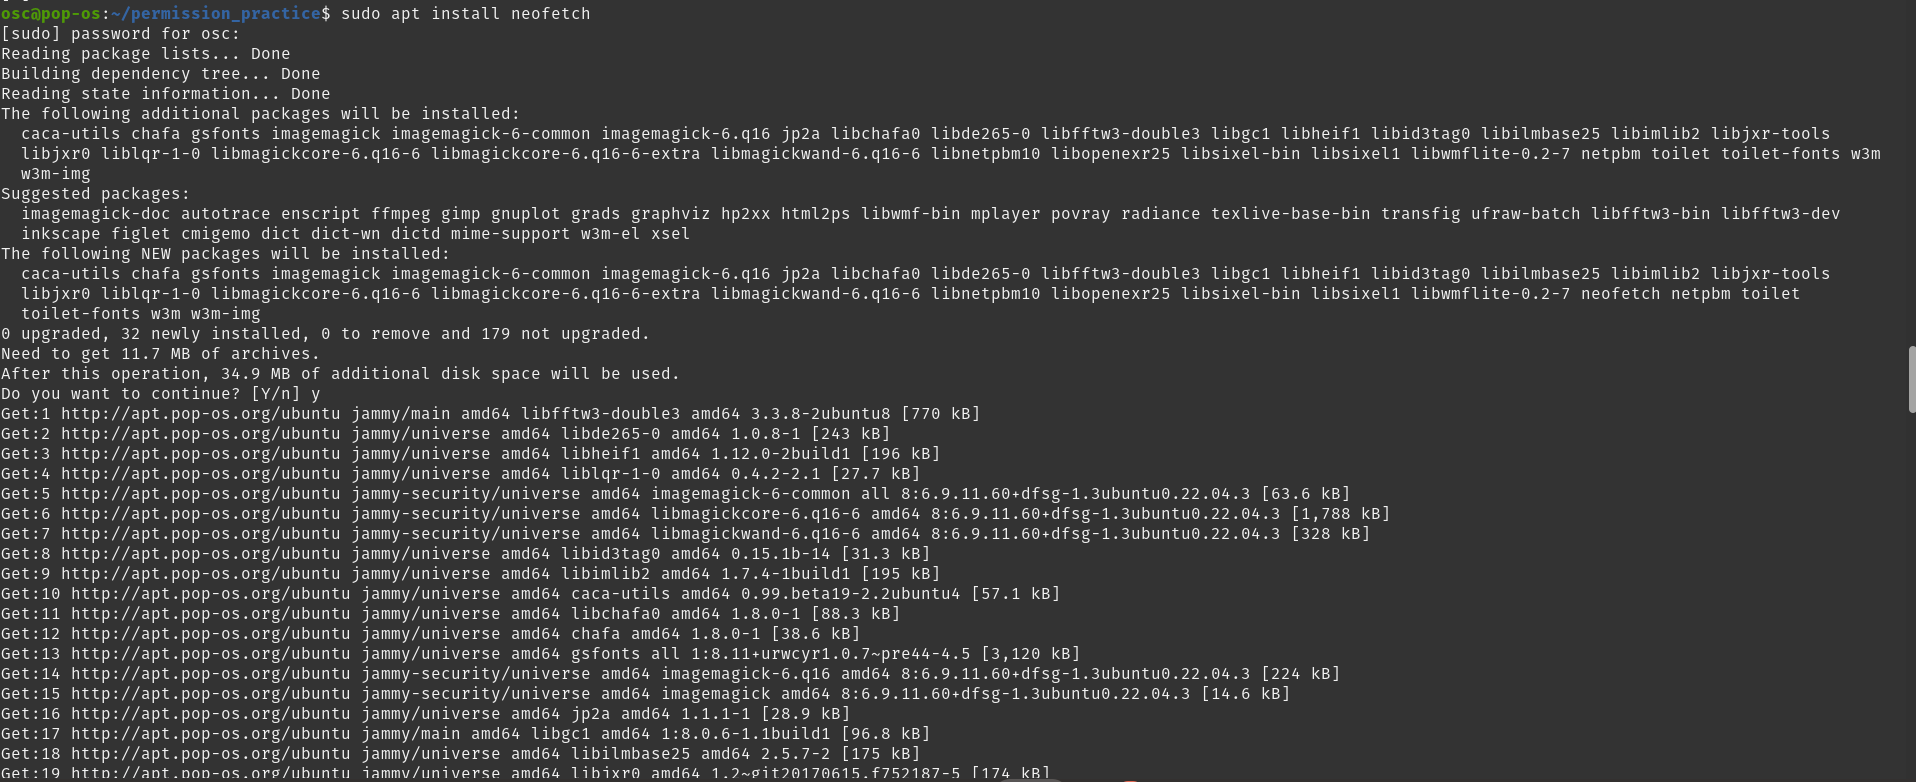 osc@pop-os:~/permission_practice$ sudo apt install neofetch
[sudo] password for osc:
Reading package lists... Done
Building dependency tree... Done
Reading state information... Done
The following additional packages will be installed:
  caca-utils chafa gsfonts imagemagick imagemagick-6-common imagemagick-6.q16 jp2a libchafa0 libde265-0 libfftw3-double3 libgc1 libheif1 libid3tag0 libilmbase25 libimlib2 libjxr-tools
  libjxr0 liblqr-1-0 libmagickcore-6.q16-6 libmagickcore-6.q16-6-extra libmagickwand-6.q16-6 libnetpbm10 libopenexr25 libsixel-bin libsixel1 libwmflite-0.2-7 netpbm toilet toilet-fonts w3m
  w3m-img
Suggested packages:
  imagemagick-doc autotrace enscript ffmpeg gimp gnuplot grads graphviz hp2xx html2ps libwmf-bin mplayer povray radiance texlive-base-bin transfig ufraw-batch libfftw3-bin libfftw3-dev
  inkscape figlet cmigemo dict dict-wn dictd mime-support w3m-el xsel
The following NEW packages will be installed:
  caca-utils chafa gsfonts imagemagick imagemagick-6-common imagemagick-6.q16 jp2a libchafa0 libde265-0 libfftw3-double3 libgc1 libheif1 libid3tag0 libilmbase25 libimlib2 libjxr-tools
  libjxr0 liblqr-1-0 libmagickcore-6.q16-6 libmagickcore-6.q16-6-extra libmagickwand-6.q16-6 libnetpbm10 libopenexr25 libsixel-bin libsixel1 libwmflite-0.2-7 neofetch netpbm toilet
  toilet-fonts w3m w3m-img
0 upgraded, 32 newly installed, 0 to remove and 179 not upgraded.
Need to get 11.7 MB of archives.
After this operation, 34.9 MB of additional disk space will be used.
Do you want to continue? [Y/n] y
Get:1 http://apt.pop-os.org/ubuntu jammy/main amd64 libfftw3-double3 amd64 3.3.8-2ubuntu8 [770 kB]
Get:2 http://apt.pop-os.org/ubuntu jammy/universe amd64 libde265-0 amd64 1.0.8-1 [243 kB]
Get:3 http://apt.pop-os.org/ubuntu jammy/universe amd64 libheif1 amd64 1.12.0-2build1 [196 kB]
Get:4 http://apt.pop-os.org/ubuntu jammy/universe amd64 liblqr-1-0 amd64 0.4.2-2.1 [27.7 kB]
Get:5 http://apt.pop-os.org/ubuntu jammy-security/universe amd64 imagemagick-6-common all 8:6.9.11.60+dfsg-1.3ubuntu0.22.04.3 [63.6 kB]
Get:6 http://apt.pop-os.org/ubuntu jammy-security/universe amd64 libmagickcore-6.q16-6 amd64 8:6.9.11.60+dfsg-1.3ubuntu0.22.04.3 [1,788 kB]
Get:7 http://apt.pop-os.org/ubuntu jammy-security/universe amd64 libmagickwand-6.q16-6 amd64 8:6.9.11.60+dfsg-1.3ubuntu0.22.04.3 [328 kB]
Get:8 http://apt.pop-os.org/ubuntu jammy/universe amd64 libid3tag0 amd64 0.15.1b-14 [31.3 kB]
Get:9 http://apt.pop-os.org/ubuntu jammy/universe amd64 libimlib2 amd64 1.7.4-1build1 [195 kB]
Get:10 http://apt.pop-os.org/ubuntu jammy/universe amd64 caca-utils amd64 0.99.beta19-2.2ubuntu4 [57.1 kB]
Get:11 http://apt.pop-os.org/ubuntu jammy/universe amd64 libchafa0 amd64 1.8.0-1 [88.3 kB]
Get:12 http://apt.pop-os.org/ubuntu jammy/universe amd64 chafa amd64 1.8.0-1 [38.6 kB]
Get:13 http://apt.pop-os.org/ubuntu jammy/universe amd64 gsfonts all 1:8.11+urwcyr1.0.7~pre44-4.5 [3,120 kB]
Get:14 http://apt.pop-os.org/ubuntu jammy-security/universe amd64 imagemagick-6.q16 amd64 8:6.9.11.60+dfsg-1.3ubuntu0.22.04.3 [224 kB]
Get:15 http://apt.pop-os.org/ubuntu jammy-security/universe amd64 imagemagick amd64 8:6.9.11.60+dfsg-1.3ubuntu0.22.04.3 [14.6 kB]
Get:16 http://apt.pop-os.org/ubuntu jammy/universe amd64 jp2a amd64 1.1.1-1 [28.9 kB]
Get:17 http://apt.pop-os.org/ubuntu jammy/main amd64 libgc1 amd64 1:8.0.6-1.1build1 [96.8 kB]
Get:18 http://apt.pop-os.org/ubuntu jammy/universe amd64 libilmbase25 amd64 2.5.7-2 [175 kB]
Get:19 http://apt.pop-os.org/ubuntu jammy/universe amd64 libjxr0 amd64 1.2~git20170615.f752187-5 [174 kB]